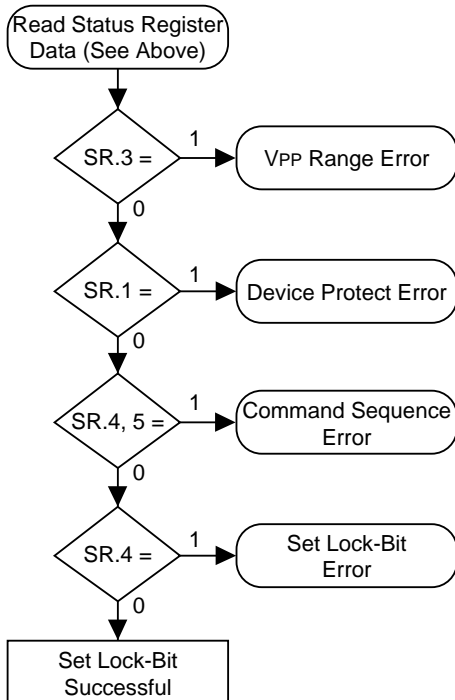 Read Status Register
Data (See Above)
SR.3 =
1
VPP Range Error
0
SR.1 =
1
Device Protect Error
0
SR.4, 5 =
1
Command Sequence
Error
0
SR.4 =
1
Set Lock-Bit
Error
0
Set Lock-Bit
Successful